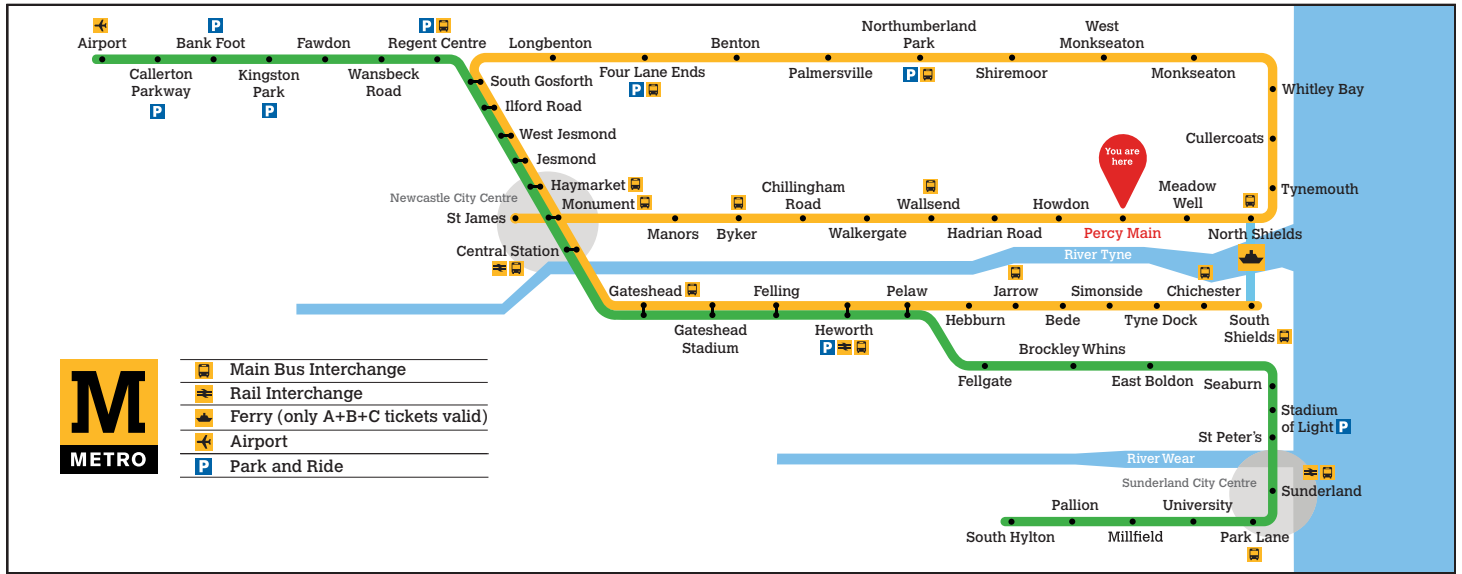 Airport
Callerton
Parkway
P
Bank Foot
P
Kingston
Park
P
Fawdon
Wansbeck
Road
Regent Centre
P
South Gosforth
Ilford Road
West Jesmond
Jesmond
Haymarket
Monument
Newcastle City Centre
St James
Central Station
Longbenton
Four Lane Ends
P
Benton
Palmersville
Northumberland
Park
P
Shiremoor
West
Monkseaton
Monkseaton
Whitley Bay
Cullercoats
Tynemouth
North Shields
Meadow
Well
You are
here
Percy Main
Howdon
Hadrian Road
Wallsend
Walkergate
Chillingham
Road
Byker
Manors
River Tyne
Gateshead
Gateshead
Stadium
Felling
Heworth
P
Pelaw
Hebburn
Jarrow
Bede
Simonside
Tyne Dock
Chichester
South
Shields
Fellgate
Brockley Whins
East Boldon
Seaburn
Stadium
of Light P
St Peter's
River Wear
Sunderland City Centre
Sunderland
Park Lane
University
Millfield
Pallion
South Hylton
M
METRO
Main Bus Interchange
Rail Interchange
Ferry (only A+B+C tickets valid)
Airport
P Park and Ride